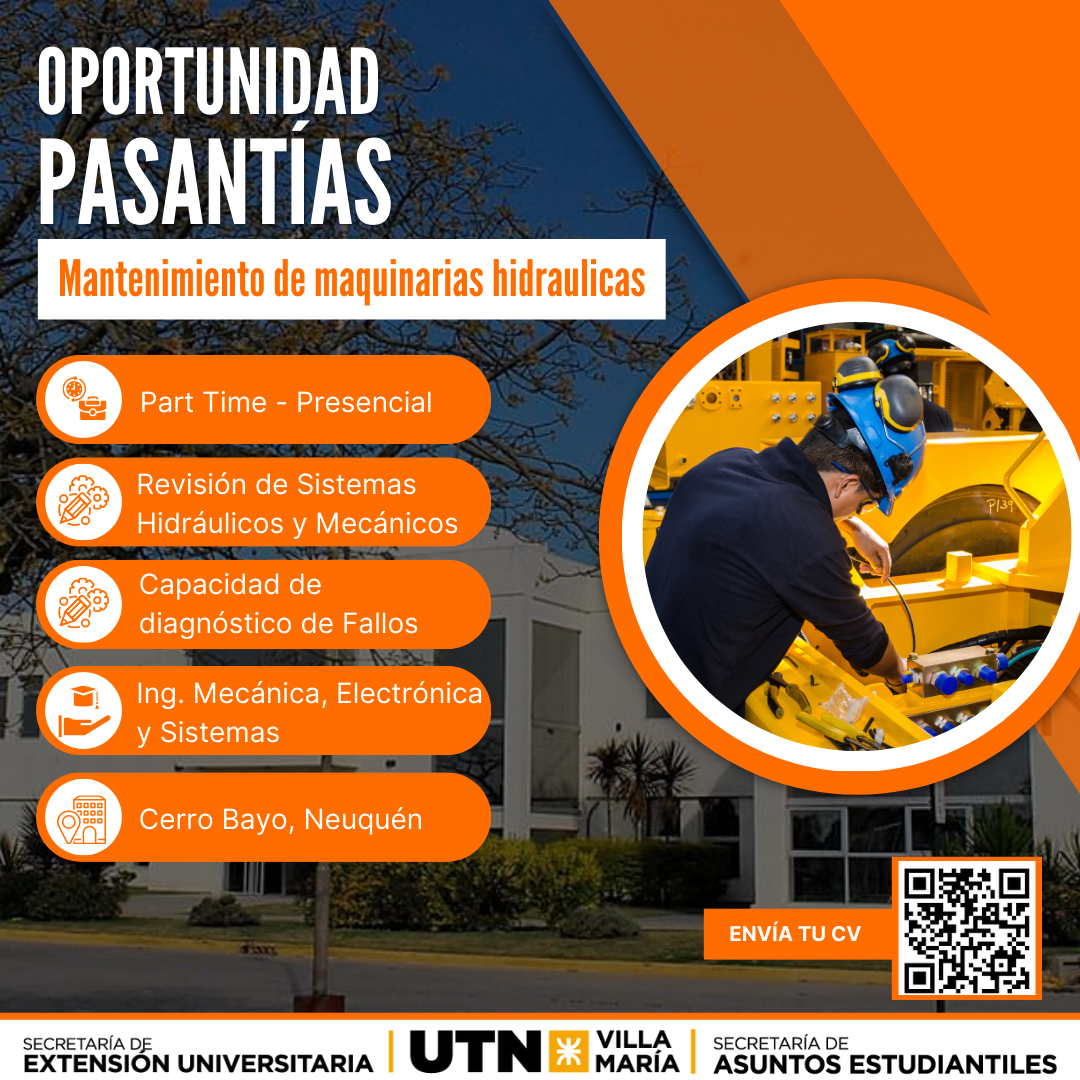 OPORTUNIDAD
PASANTÍAS
Mantenimiento de maquinarias hidraulicas
Part Time - Presencial
Revisión de Sistemas
Hidráulicos y Mecánicos
Capacidad de
diagnóstico de Fallos
Ing. Mecánica, Electrónica
y Sistemas
Cerro Bayo, Neuquén
P139
ENVÍA TU CV
SECRETARÍA DE
EXTENSIÓN UNIVERSITARIA
UTN
VILLA
MARÍA
SECRETARÍA DE
ASUNTOS ESTUDIANTILES